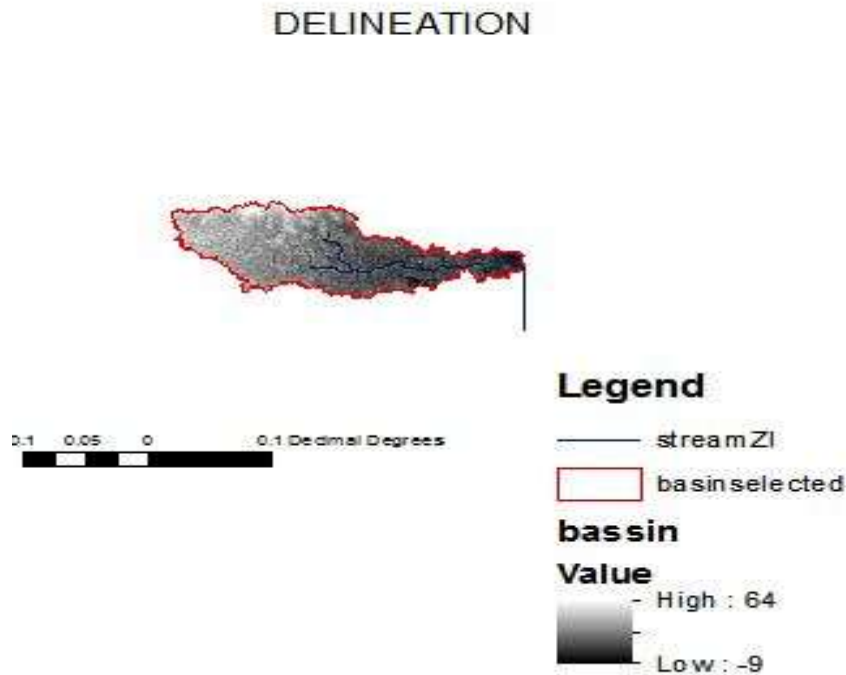 DELINEATION
0.1 0.05 0 0.1 Decimal Degrees
Legend
streamZI
basinselected
bassin
Value
High : 64
Low : -9